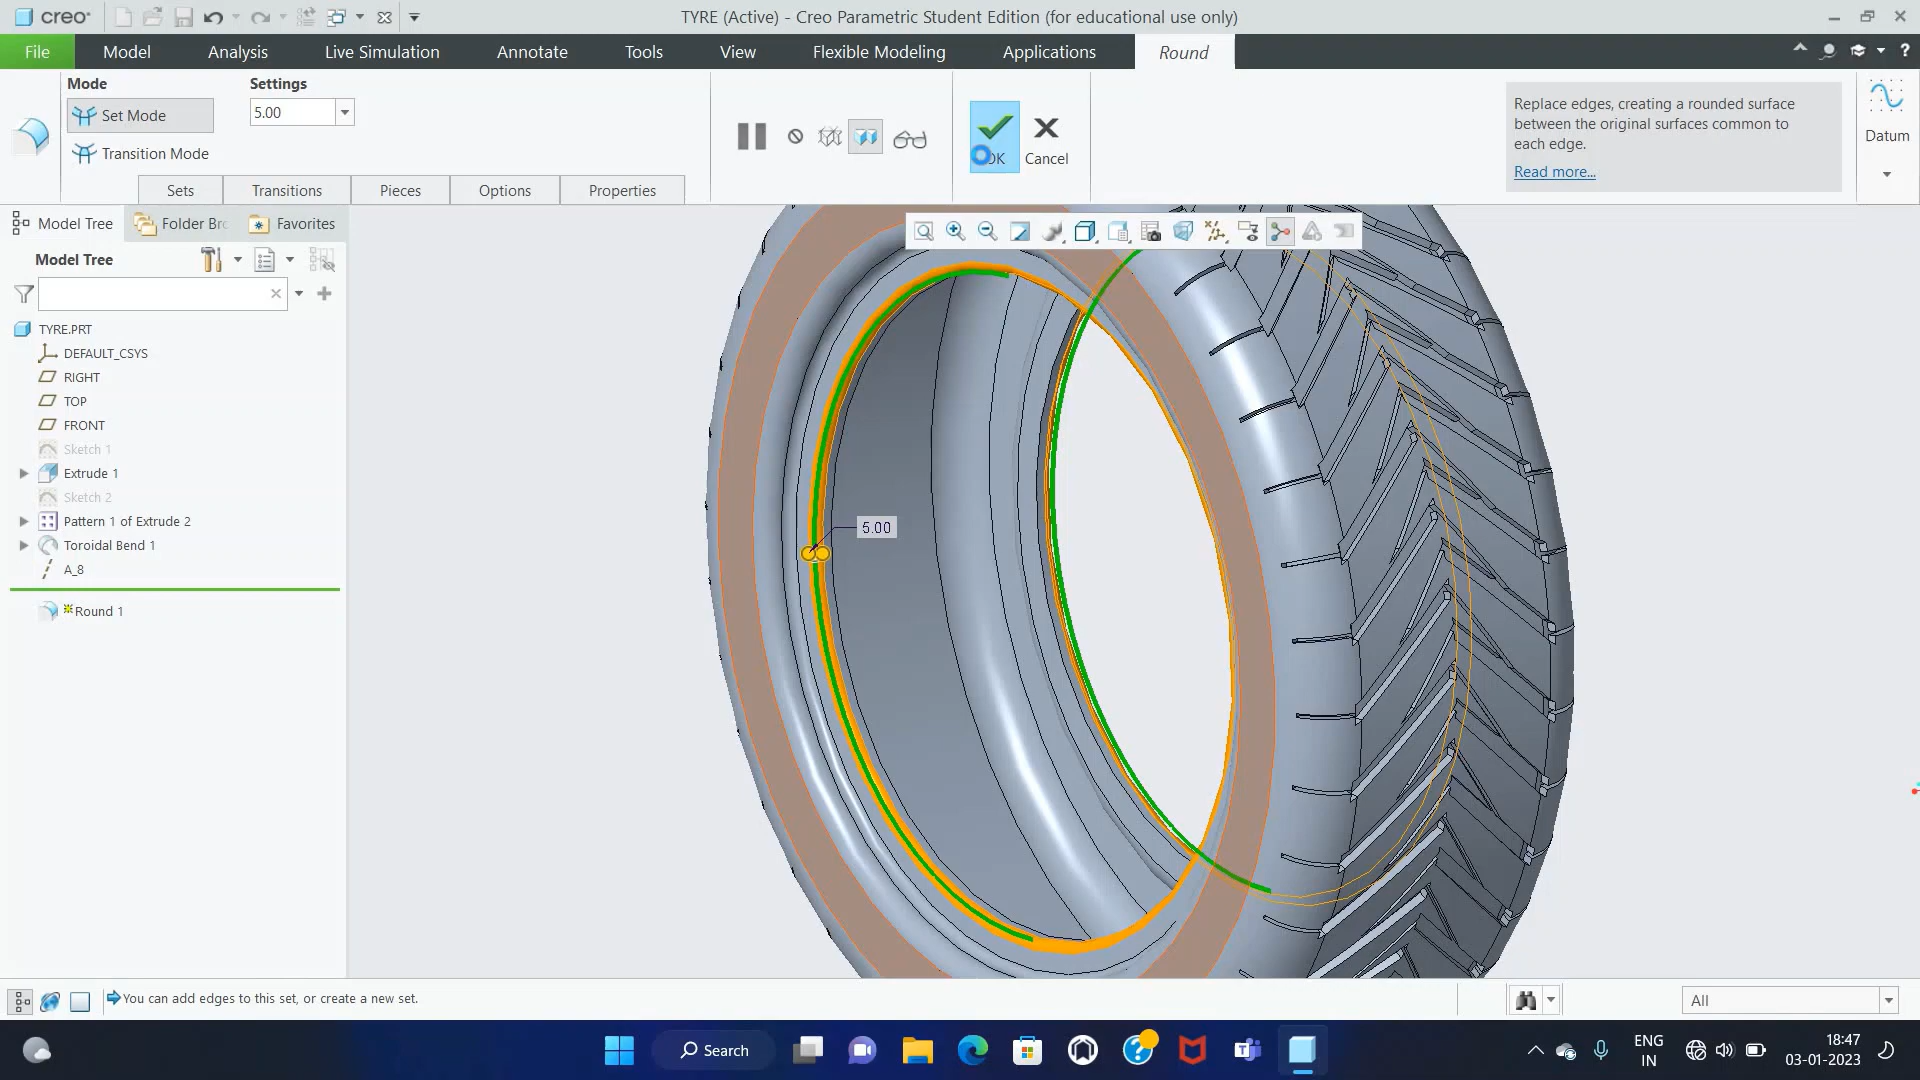 creo
TYRE (Active) - Creo Parametric Student Edition (for educational use only)
File
Model
Analysis
Live Simulation
Annotate
Tools
View
Flexible Modeling
Applications
Round
Mode
Settings
Set Mode
5.00
Transition Mode
OK
Cancel
Replace edges, creating a rounded surface
between the original surfaces common to
each edge.
Read more...
Datum
Sets
Transitions
Pieces
Options
Properties
Model Tree
Folder Br
Favorites
Model Tree
TYRE.PRT
DEFAULT_CSYS
RIGHT
TOP
FRONT
Sketch 1
Extrude 1
Sketch 2
Pattern 1 of Extrude 2
Toroidal Bend 1
A_8
Round 1
5.00
You can add edges to this set, or create a new set.
All
Search
ENG
IN
18:47
03-01-2023